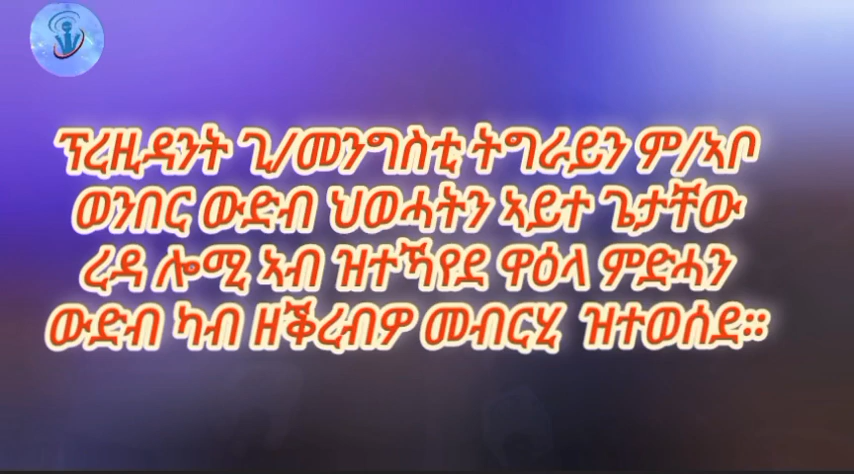 ፕረዚዳንት ጊ/መንግስቲ ትግራይን ም/ኣቦ
ወንበር ውድብ ህወሓትን ኣይተ ጌታቸው
ረዳ ሎሚ ኣብ ዝተኻየደ ዋዕላ ምድሓን
ውድብ ካብ ዘቕረብዎ መብርሂ ዝተወሰደ።